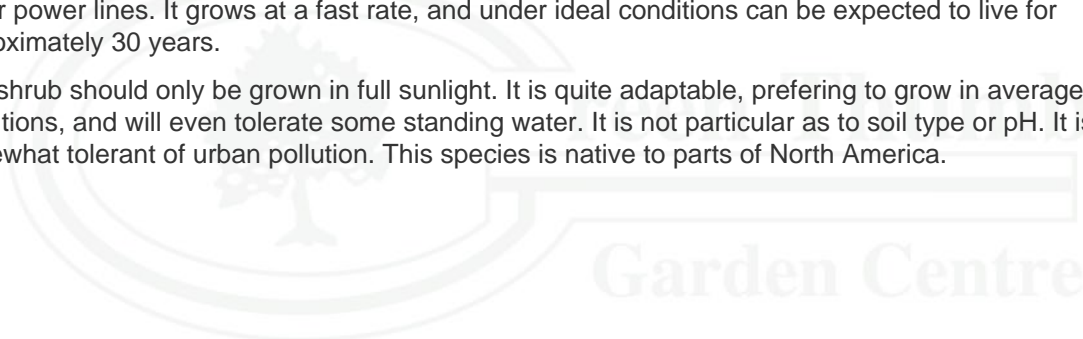 r power lines. It grows at a fast rate, and under ideal conditions can be expected to live for
oximately 30 years.
shrub should only be grown in full sunlight. It is quite adaptable, prefering to grow in average
tions, and will even tolerate some standing water. It is not particular as to soil type or pH. It is
ewhat tolerant of urban pollution. This species is native to parts of North America.
Garden Centre